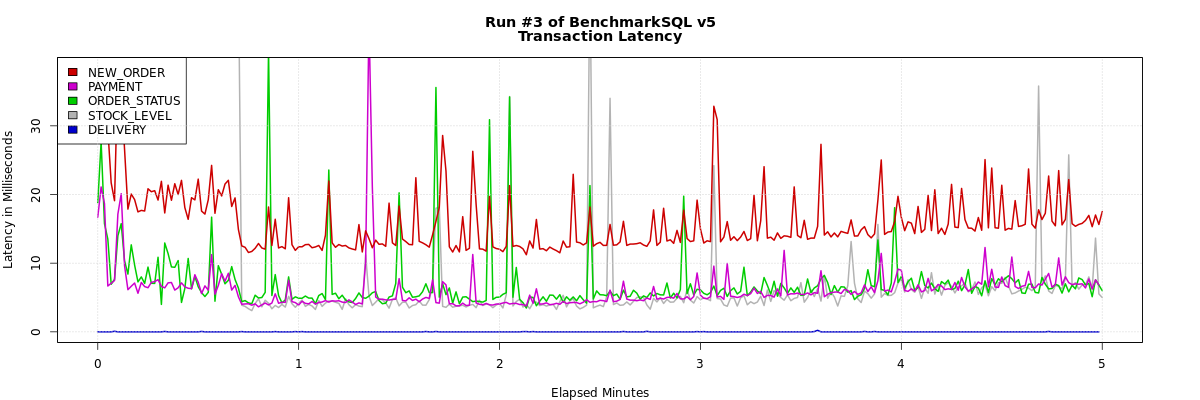 Run #3 of BenchmarkSQL v5
Transaction Latency
NEW_ORDER
PAYMENT
ORDER_STATUS
STOCK_LEVEL
DELIVERY
Latency in Milliseconds
30
20
10
0
0 1 2 3 4 5
Elapsed Minutes